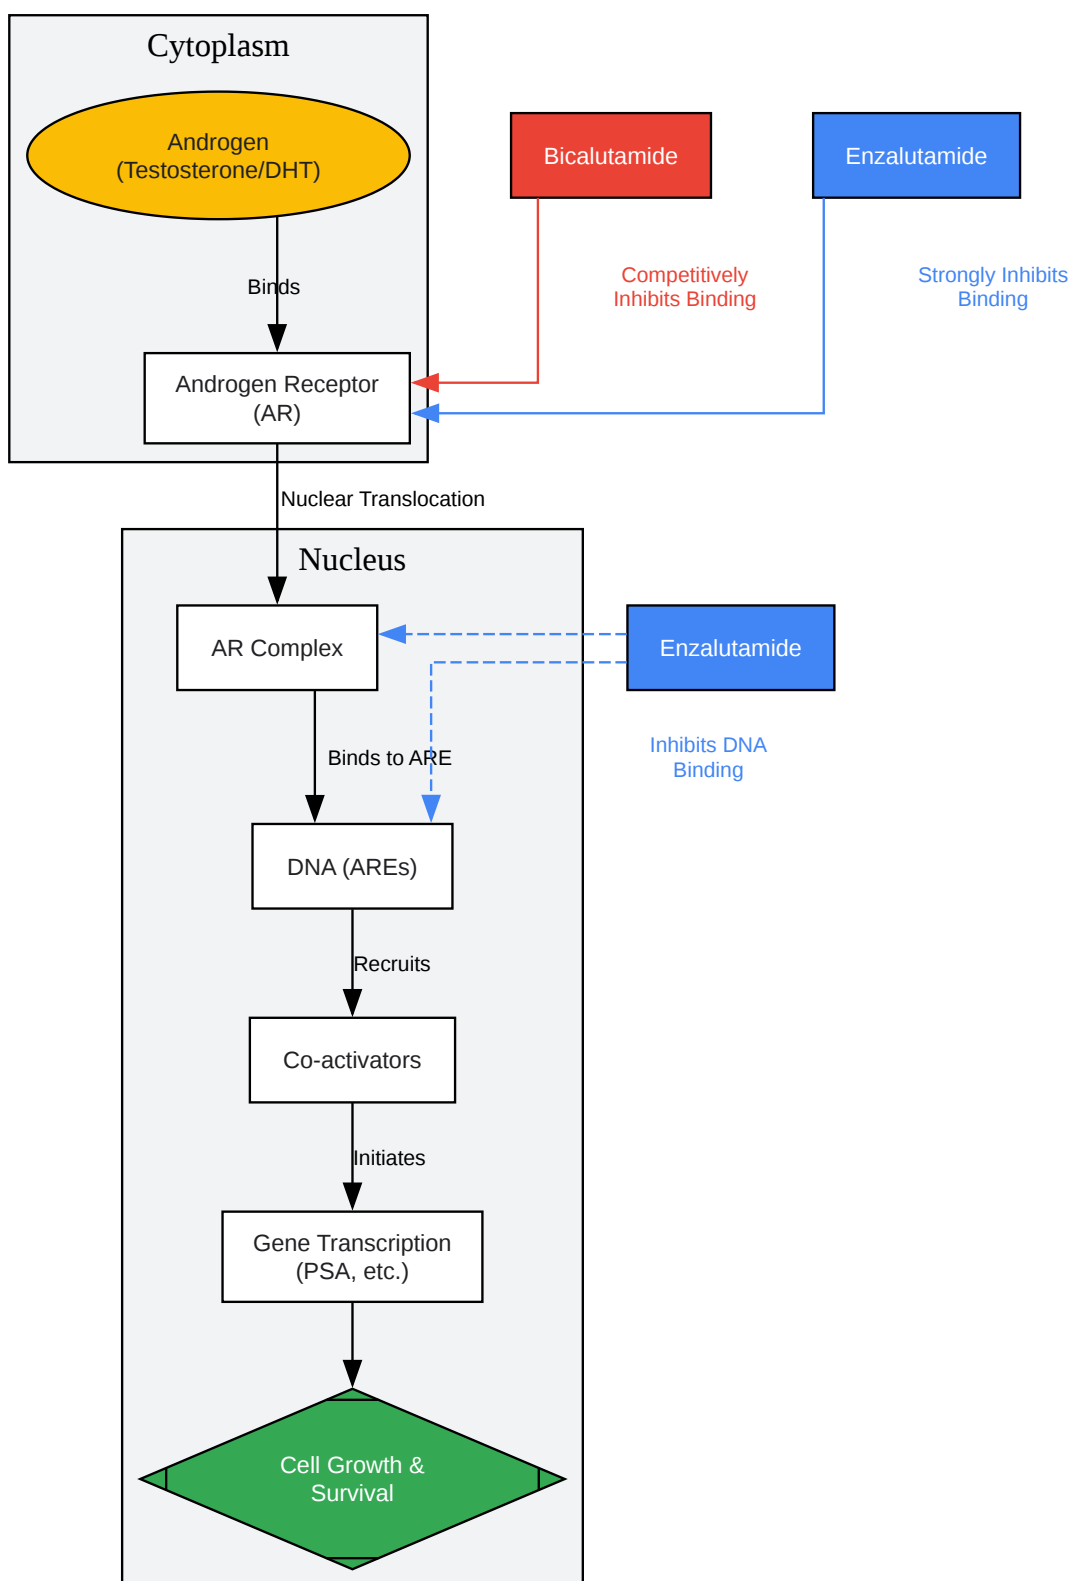 Cytoplasm
Androgen
(Testosterone/DHT)
Bicalutamide
Enzalutamide
Binds
Competitively
Inhibits Binding
Strongly Inhibits
Binding
Androgen Receptor
(AR)
Nuclear Translocation
Nucleus
AR Complex
Enzalutamide
Binds to ARE
Inhibits DNA
Binding
DNA (AREs)
Recruits
Co-activators
Initiates
Gene Transcription
(PSA, etc.)
Cell Growth &
Survival